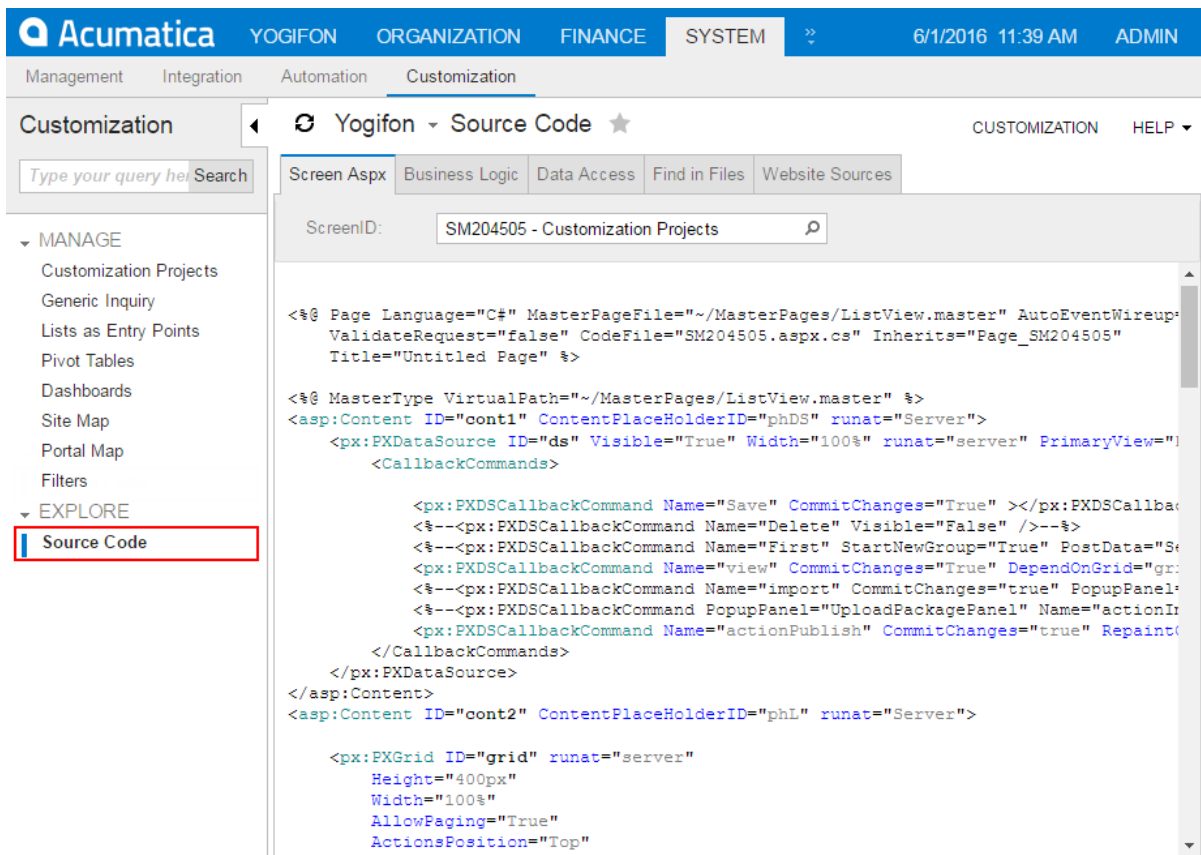 Acumatica YOGIFON ORGANIZATION FINANCE SYSTEM 6/1/2016 11:39 AM ADMIN
Management Integration Automation Customization
Customization
Yogifon Source Code
CUSTOMIZATION HELP
Type your query her Search
Screen Aspx Business Logic Data Access Find in Files Website Sources
ScreenID: SM204505 - Customization Projects
MANAGE
Customization Projects
Generic Inquiry
Lists as Entry Points
Pivot Tables
Dashboards
Site Map
Portal Map
Filters
EXPLORE
Source Code
<%@ Page Language="C#" MasterPageFile="~/MasterPages/ListView.master" AutoEventWireup=
ValidateRequest="false" CodeFile="SM204505.aspx.cs" Inherits="Page_SM204505"
Title="Untitled Page" %>
<%@ MasterType VirtualPath="~/MasterPages/ListView.master" %>
<asp:Content ID="cont1" ContentPlaceHolderID="phDS" runat="Server">
<px:PXDataSource ID="ds" Visible="True" Width="100%" runat="server" PrimaryView="
<CallbackCommands>
<px:PXDSCallbackCommand Name="Save" CommitChanges="True" ></px:PXDSCallbac
<%--<px:PXDSCallbackCommand Name="Delete" Visible="False" />--%>
<%--<px:PXDSCallbackCommand Name="First" StartNewGroup="True" PostData="Se
<px:PXDSCallbackCommand Name="view" CommitChanges="True" DependOnGrid="gri
<%--<px:PXDSCallbackCommand Name="import" CommitChanges="true" PopupPanel=
<%--<px:PXDSCallbackCommand PopupPanel="UploadPackagePanel" Name="actionIm
<px:PXDSCallbackCommand Name="actionPublish" CommitChanges="true" Repaint
</CallbackCommands>
</px:PXDataSource>
</asp:Content>
<asp:Content ID="cont2" ContentPlaceHolderID="phL" runat="Server">
<px:PXGrid ID="grid" runat="server"
Height="400px"
Width="100%"
AllowPaging="True"
ActionsPosition="Top"